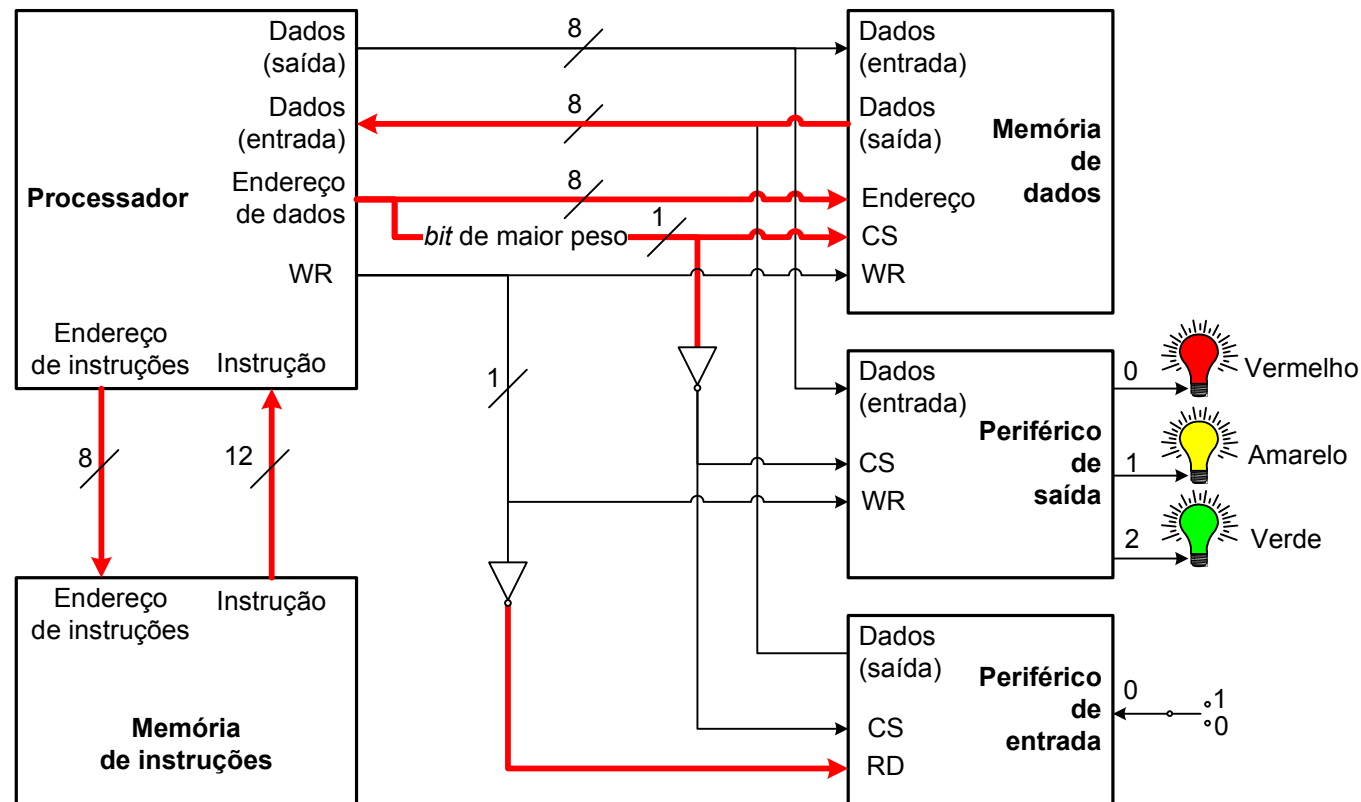 Processador
Dados
(saída)
Dados
(entrada)
Endereço
de dados
WR
Endereço
de instruções
Instrução
8
8
8
bit de maior peso
1
1
8
12
Dados
(entrada)
Dados
(saída)
Endereço
CS
WR
Memória
de
dados
Dados
(entrada)
CS
WR
Periférico
de
saída
0
Vermelho
1
Amarelo
2
Verde
Endereço
de instruções
Instrução
Memória
de instruções
Dados
(saída)
CS
RD
Periférico
de
entrada
0
1
0